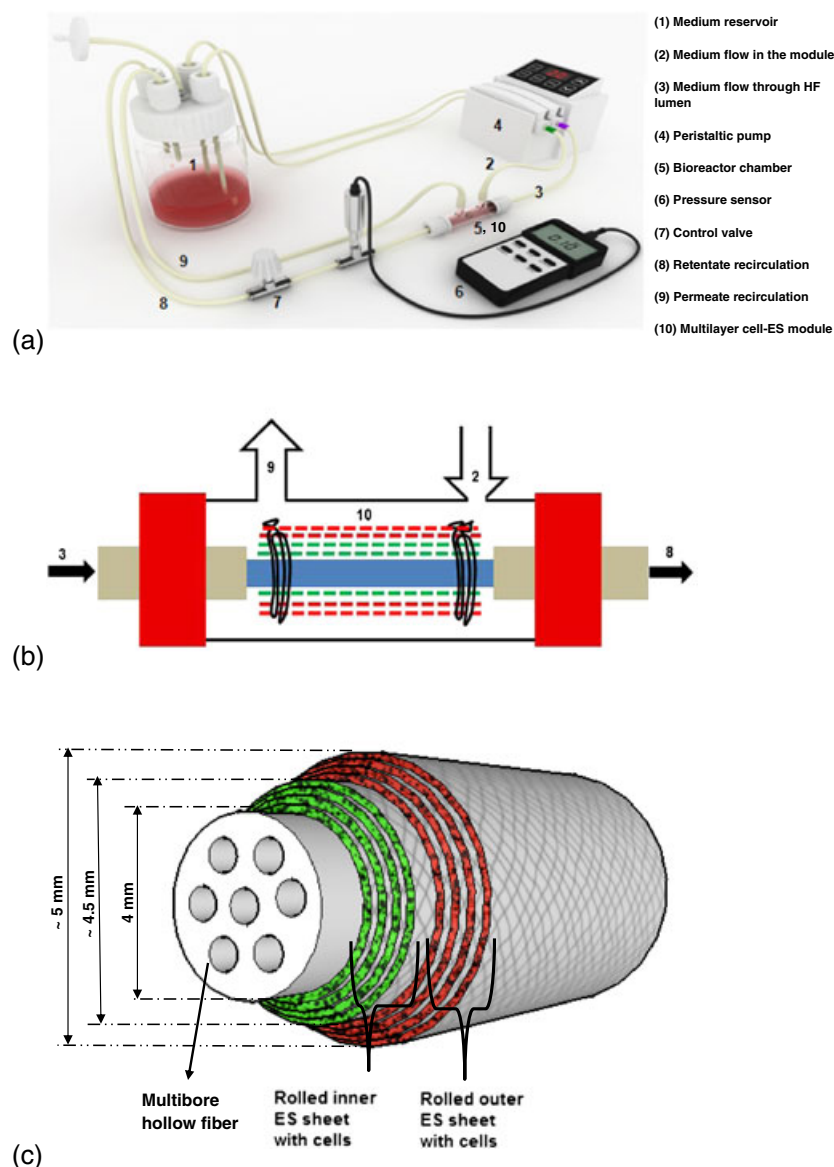 (1) Medium reservoir
(2) Medium flow in the module
(3) Medium flow through HF
lumen
(4) Peristaltic pump
(5) Bioreactor chamber
(6) Pressure sensor
(7) Control valve
(8) Retentate recirculation
(9) Permeate recirculation
(10) Multilayer cell-ES module
4
1
2
3
5, 10
9
8
7
6
0.10
(a)
9
2
10
3
8
(b)
~ 5 mm
~ 4.5 mm
4 mm
Multibore
hollow fiber
Rolled inner
ES sheet
with cells
Rolled outer
ES sheet
with cells
(c)